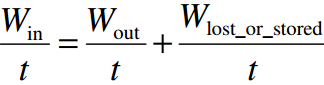 W_in / t = W_out / t + W_lost_or_stored / t